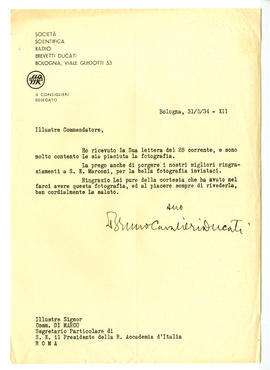 SOCIETÀ
SCIENTIFICA
RADIO
BREVETTI DUCATI
BOLOGNA, VIALE GUIDOTTI 53
IL CONSIGLIERE
DELEGATO
Bologna, 31/3/34 - XII
Illustre Commendatore,
Ho ricevuto la Sua lettera del 28 corrente, e sono
molto contento Le sia piaciuta la fotografia.
La prego anche di porgere i nostri migliori ringra-
ziamenti a S. E. Marconi, per la bella fotografia inviataci.
Ringrazio Lei pure della cortesia che ha avuto nel
farci avere questa fotografia, ed al piacere sempre di rivederla,
ben cordialmente La saluto.
suo
Bruno Cavalieri Ducati
Illustre Signor
Comm. DI MARCO
Segretario Particolare di
S. E. il Presidente della R. Accademia d'Italia
ROMA